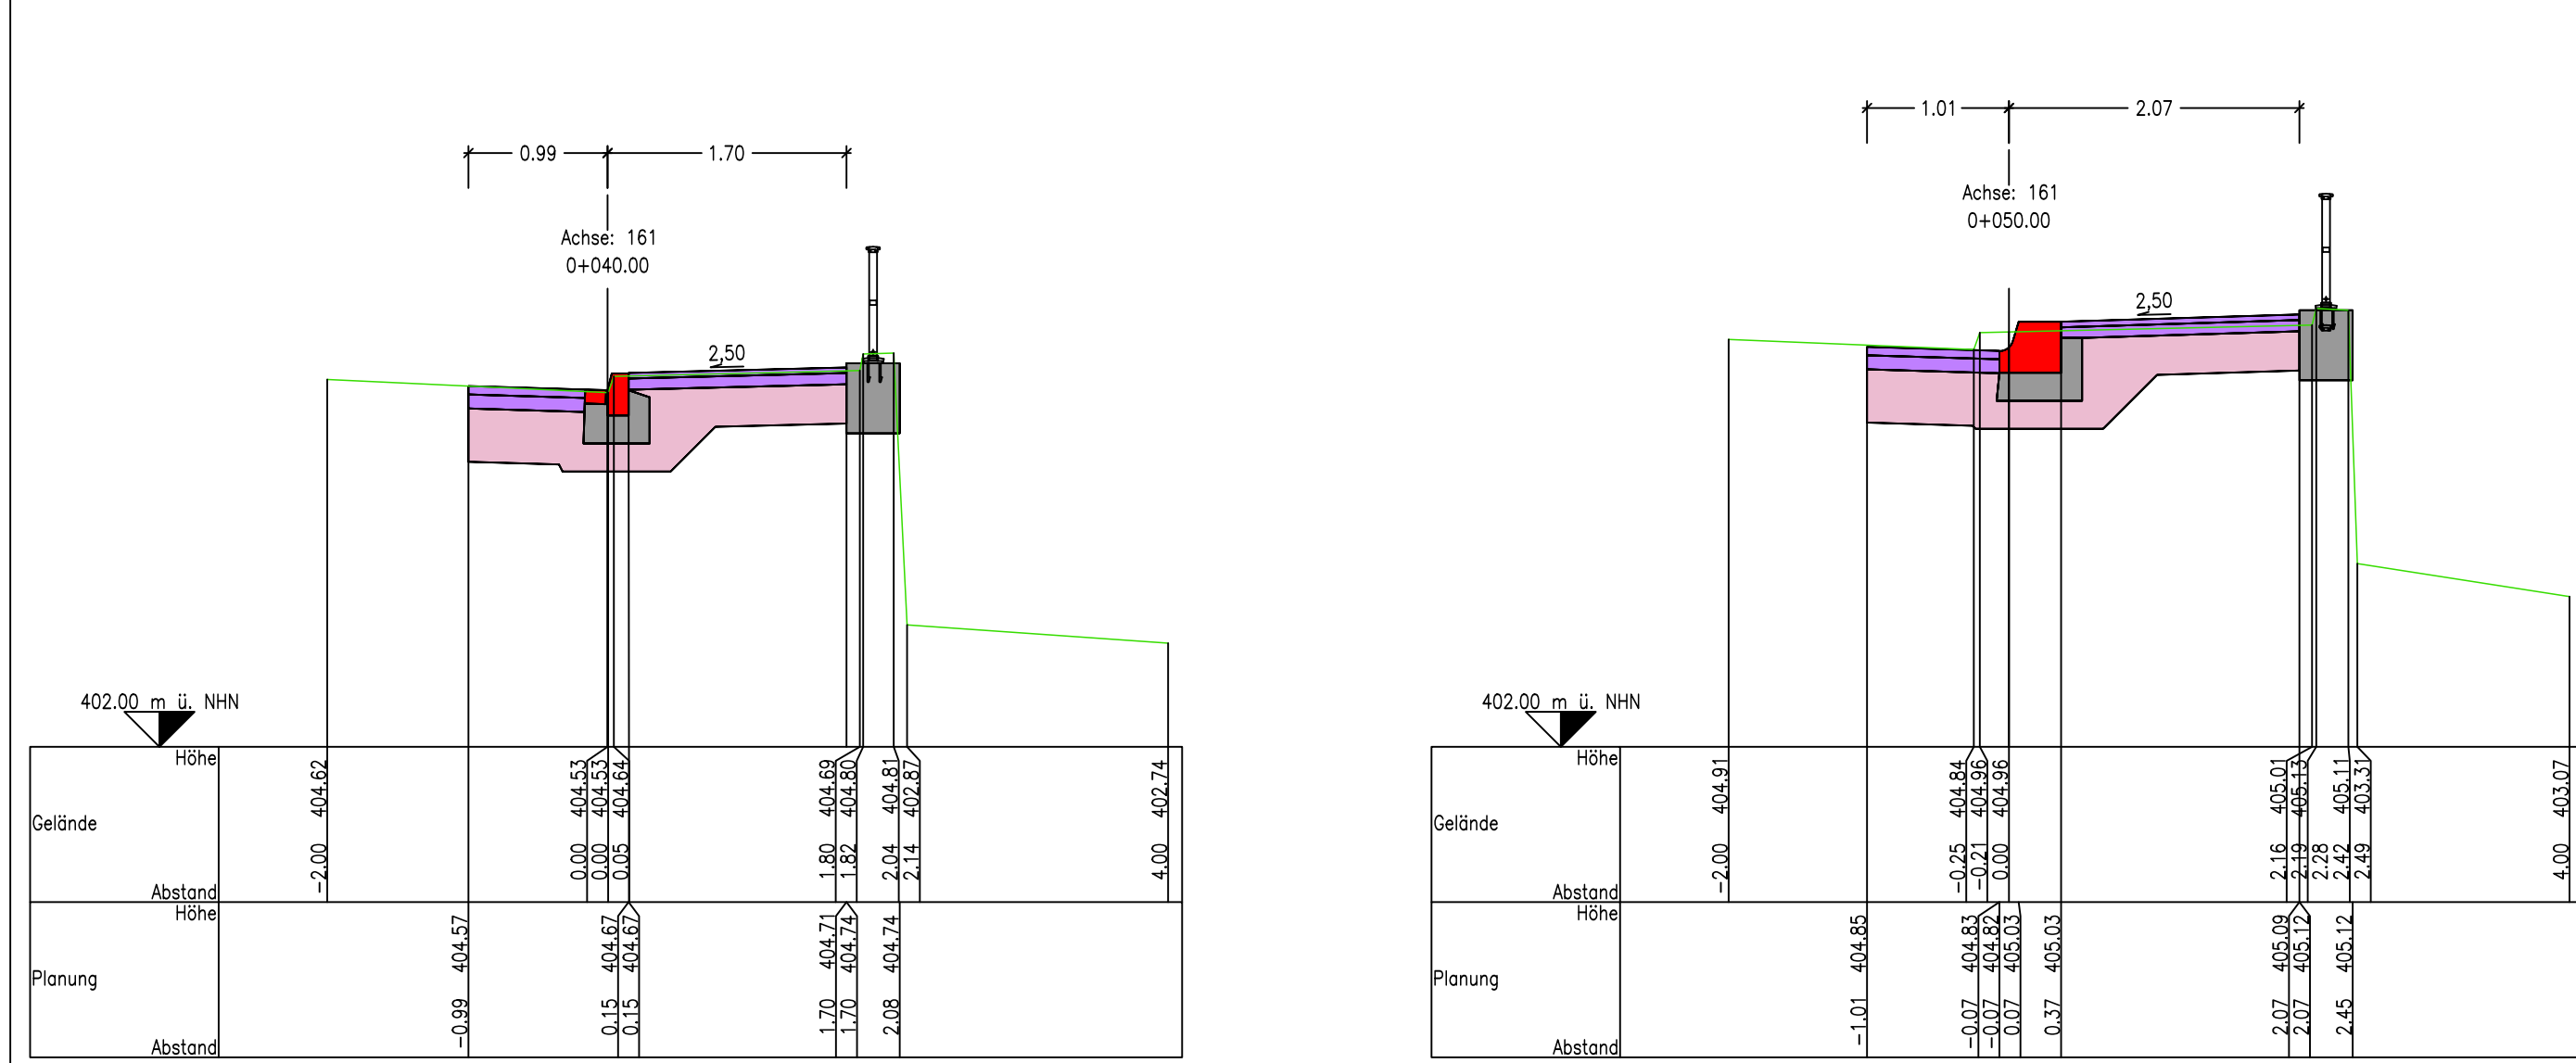 0.99 1.70
Achse: 161
0+040.00
2,50
402.00 m ü. NHN
Höhe
404.62 404.53 404.53 404.64 404.69 404.80 404.81 402.87 402.74
Gelände
-2.00 0.00 0.00 0.05 1.80 1.82 2.04 2.14 4.00
Abstand
Höhe
404.57 404.67 404.67 404.71 404.74 404.74
Planung
-0.99 0.15 0.15 1.70 1.70 2.08
Abstand
1.01 2.07
Achse: 161
0+050.00
2,50
402.00 m ü. NHN
Höhe
404.91 404.84 404.96 404.96 405.01 405.13 405.11 403.31 403.07
Gelände
-2.00 -0.25 -0.21 0.00 2.16 2.19 2.28 2.42 2.49 4.00
Abstand
Höhe
404.85 404.83 404.82 405.03 405.03 405.09 405.12 405.12
Planung
-1.01 -0.07 -0.07 0.07 0.37 2.07 2.07 2.45
Abstand